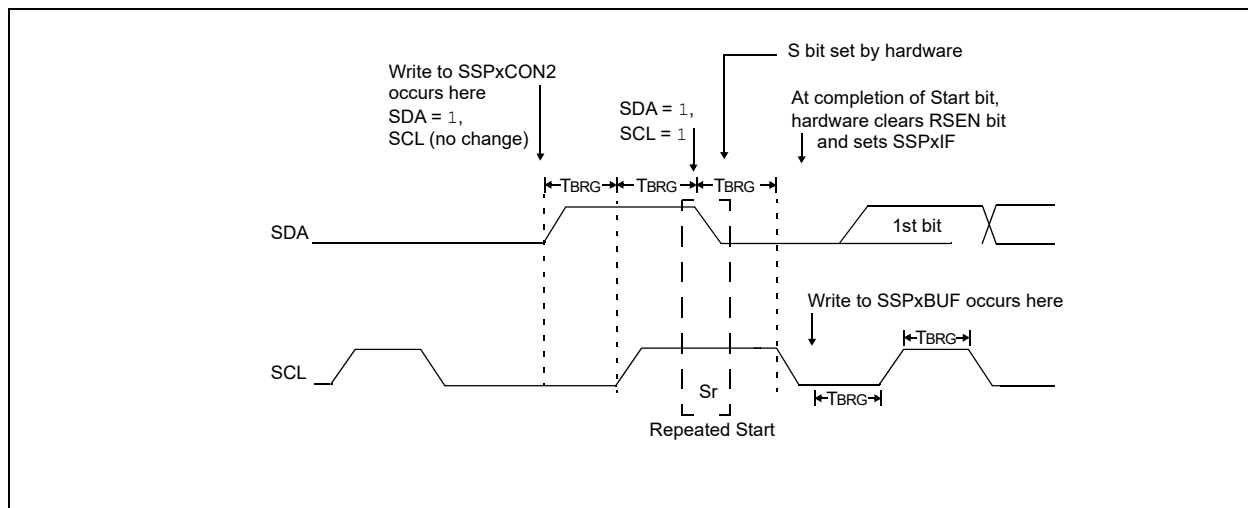 S bit set by hardware
Write to SSPxCON2
occurs here
SDA = 1,
SCL (no change)
SDA = 1,
SCL = 1
At completion of Start bit,
hardware clears RSEN bit
and sets SSPxIF
TBRG TBRG TBRG
SDA
1st bit
Write to SSPxBUF occurs here
TBRG
SCL
Sr
TBRG
Repeated Start